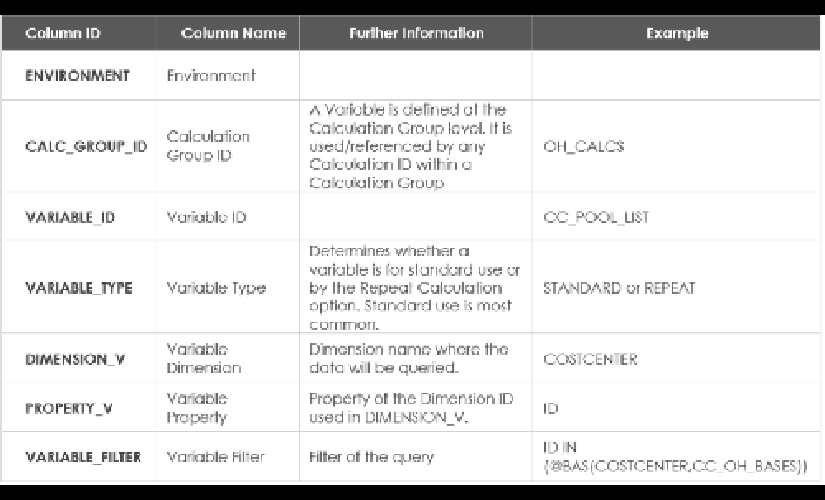 Column ID Column Name Further Information Example
ENVIRONMENT Environment
CALC_GROUP_ID Calculation Group ID A Variable is defined at the Calculation Group level. It is used/referenced by any Calculation ID within a Calculation Group OH_CALCS
VARIABLE_ID Variable ID CC_POOL_LIST
VARIABLE_TYPE Variable Type Determines whether a variable is for standard use or by the Repeat Calculation option. Standard use is most common. STANDARD or REPEAT
DIMENSION_V Variable Dimension Dimension name where the data will be queried. COSTCENTER
PROPERTY_V Variable Property Property of the Dimension ID used in DIMENSION_V. ID
VARIABLE_FILTER Variable Filter Filter of the query ID IN (@BAS(COSTCENTER,CC_OH_BASES))